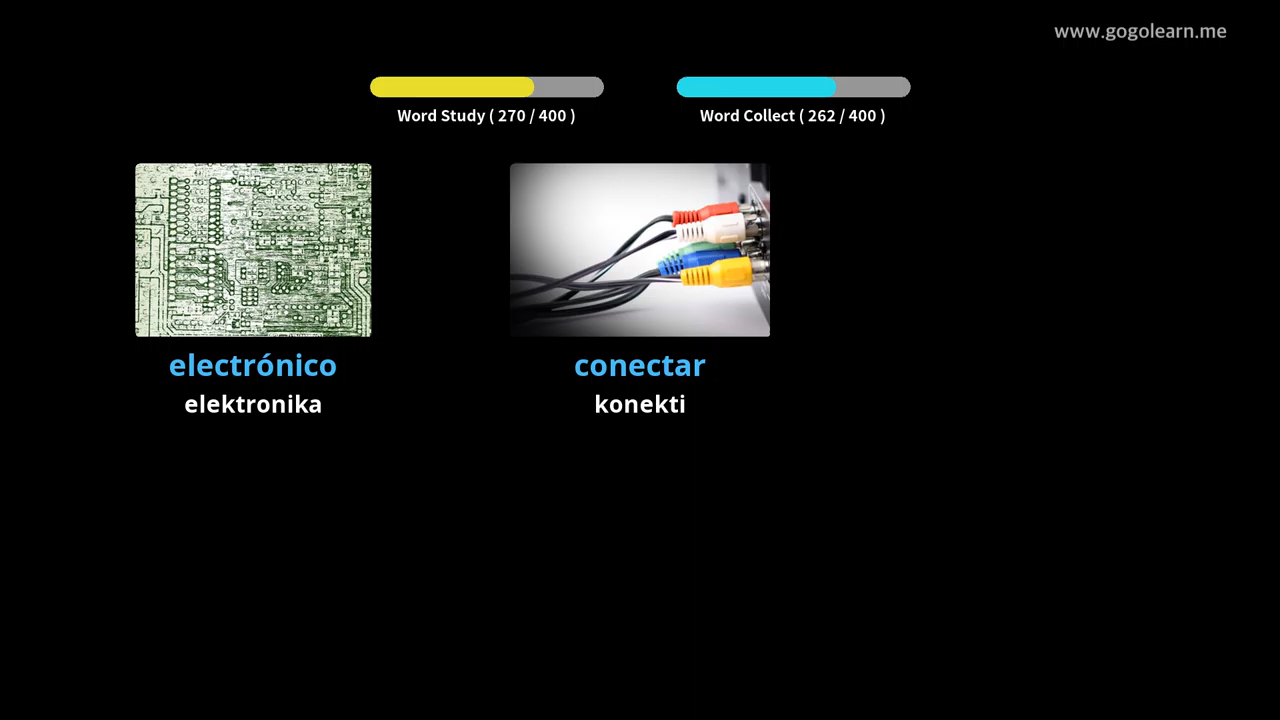 www.gogolearn.me
Word Study ( 270 / 400 )
Word Collect ( 262 / 400 )
electrónico
elektronika
conectar
konekti